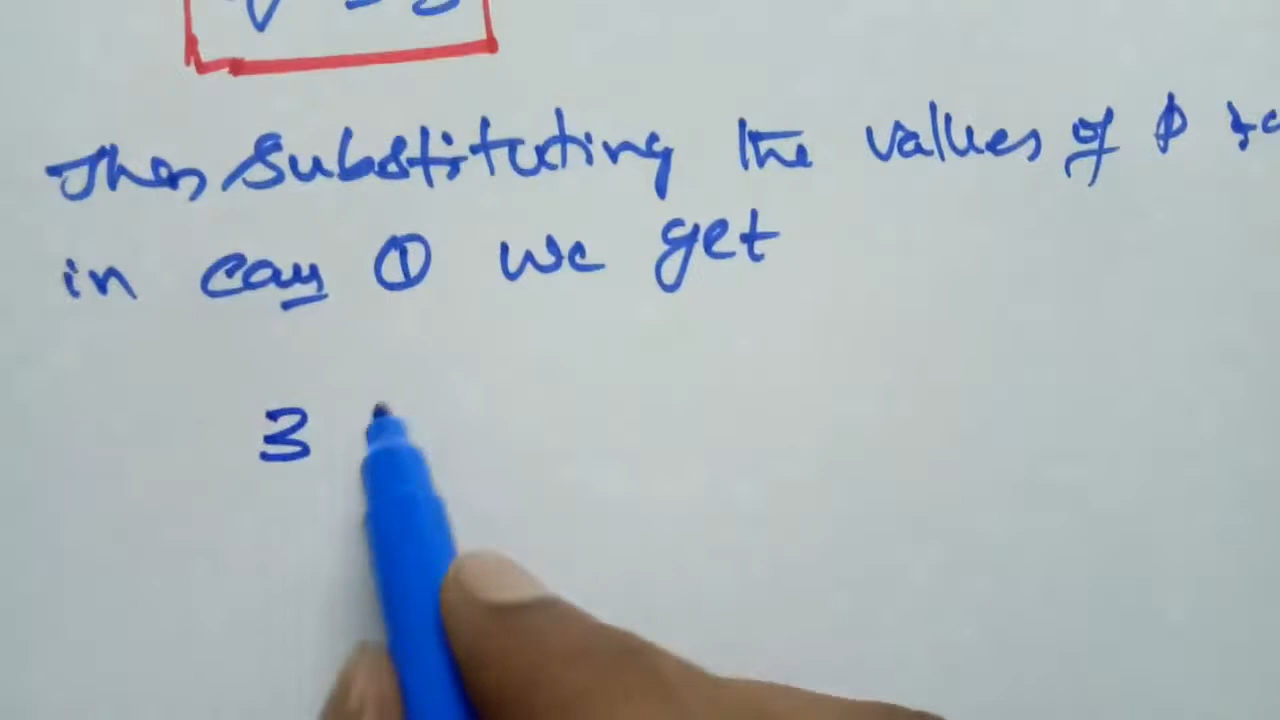 Then Substituting the values of p
in eqn ① we get
3